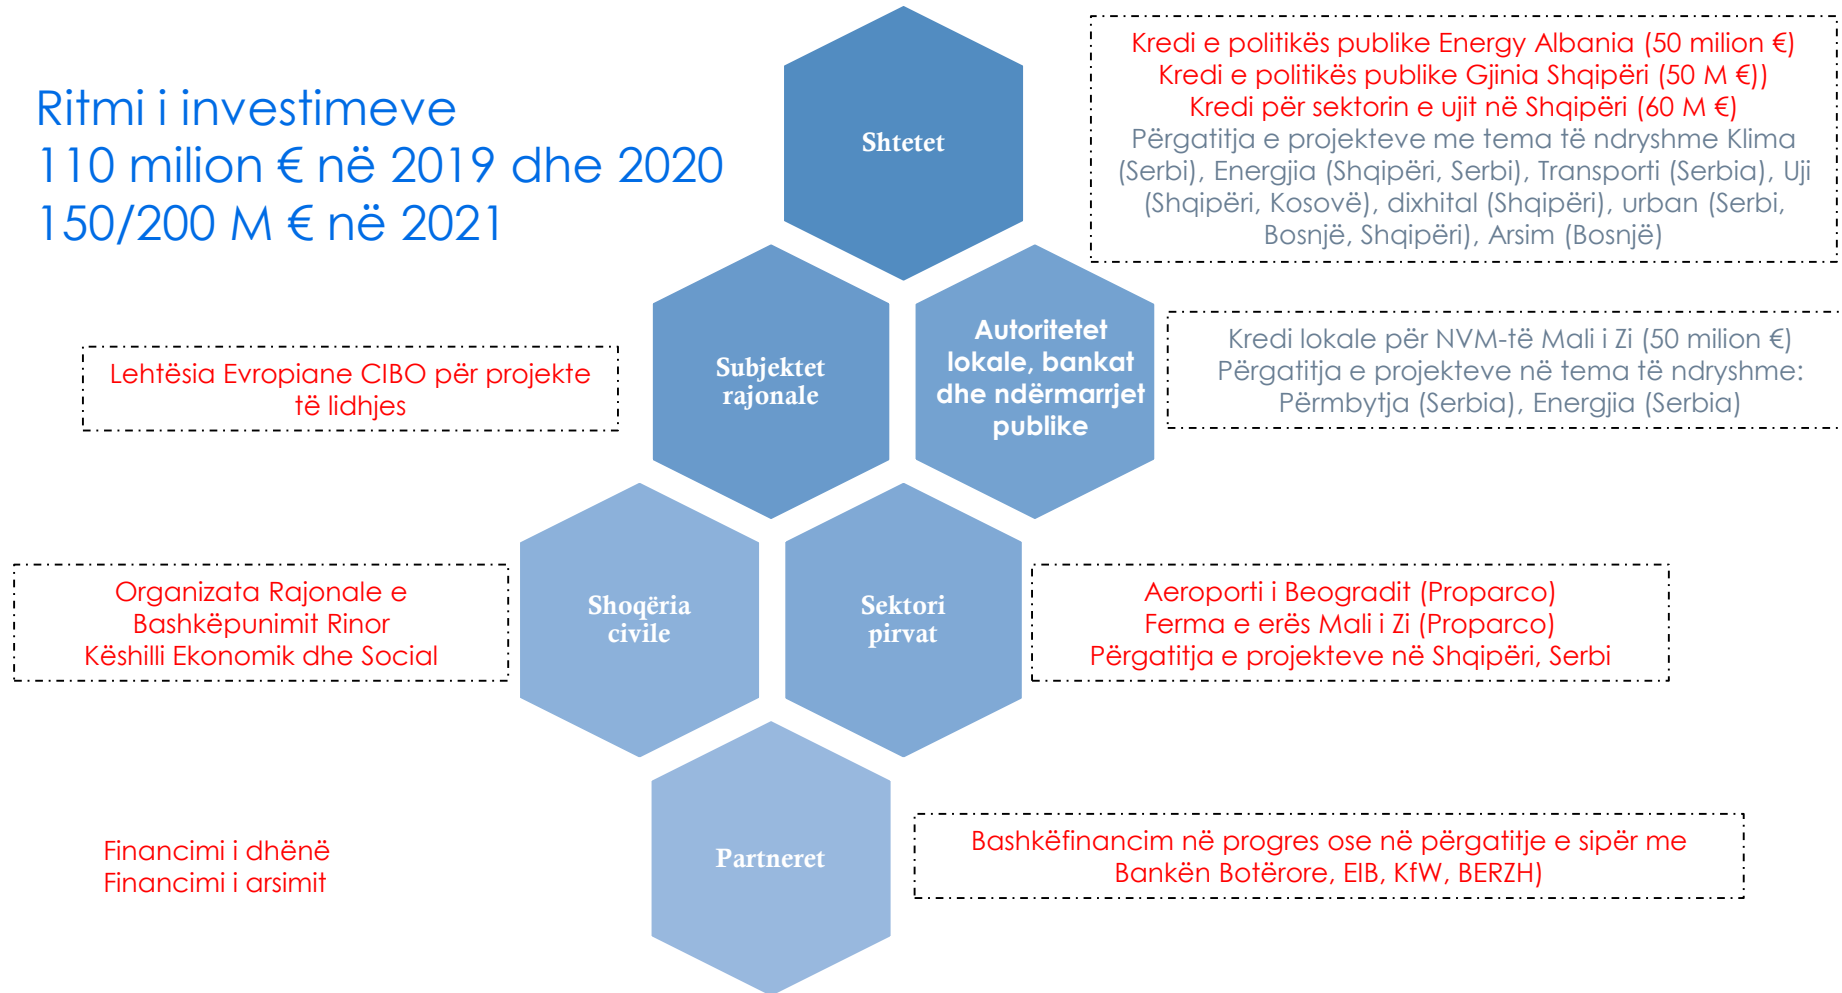 Ritmi i investimeve
110 milion € në 2019 dhe 2020
150/200 M € në 2021
Shtetet
Kredi e politikës publike Energy Albania (50 milion €)
Kredi e politikës publike Gjinia Shqipëri (50 M €))
Kredi për sektorin e ujit në Shqipëri (60 M €)
Përgatitja e projekteve me tema të ndryshme Klima
(Serbi), Energjia (Shqipëri, Serbi), Transporti (Serbia), Uji
(Shqipëri, Kosovë), dixhital (Shqipëri), urban (Serbi,
Bosnjë, Shqipëri), Arsim (Bosnjë)
Lehtësia Evropiane CIBO për projekte
të lidhjes
Subjektet
rajonale
Autoritetet
lokale, bankat
dhe ndërmarrjet
publike
Kredi lokale për NVM-të Mali i Zi (50 milion €)
Përgatitja e projekteve në tema të ndryshme:
Përmbytja (Serbia), Energjia (Serbia)
Organizata Rajonale e
Bashkëpunimit Rinor
Këshilli Ekonomik dhe Social
Shoqëria
civile
Sektori
pirvat
Aeroporti i Beogradit (Proparco)
Ferma e erës Mali i Zi (Proparco)
Përgatitja e projekteve në Shqipëri, Serbi
Financimi i dhënë
Financimi i arsimit
Partneret
Bashkëfinancim në progres ose në përgatitje e sipër me
Bankën Botërore, EIB, KfW, BERZH)